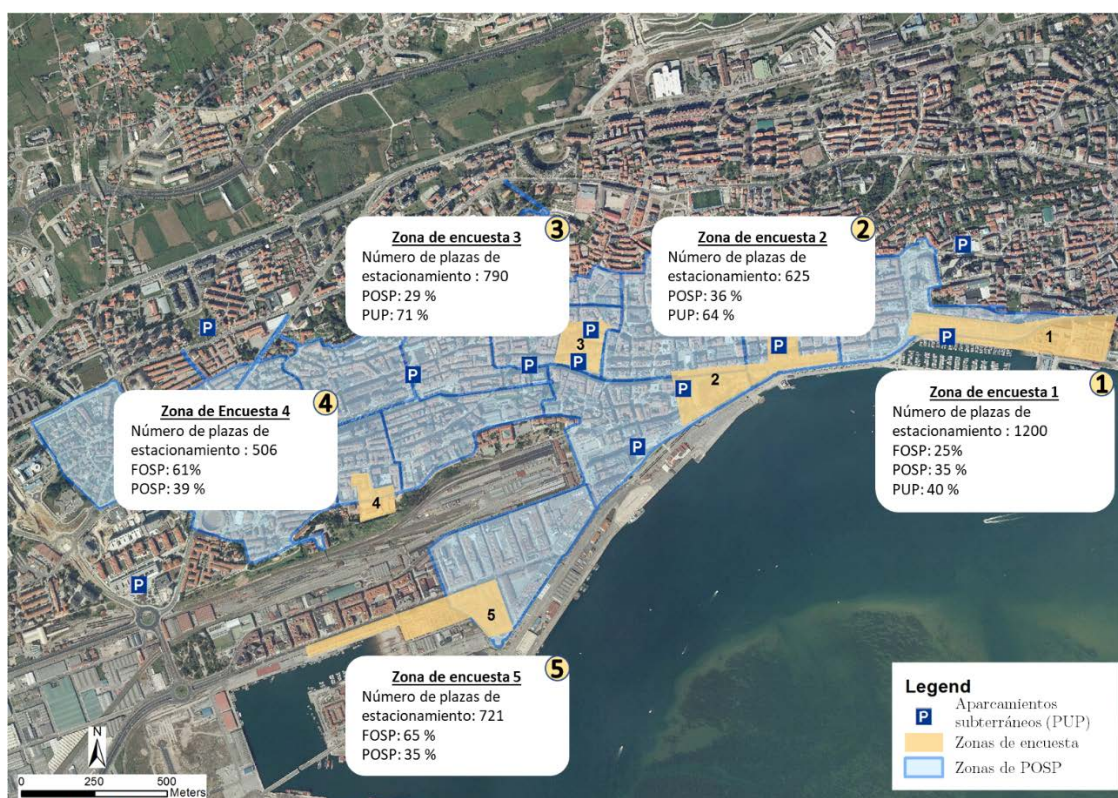 3
Zona de encuesta 3
Número de plazas de
estacionamiento : 790
POSP: 29 %
PUP: 71 %
2
Zona de encuesta 2
Número de plazas de
estacionamiento: 625
POSP: 36 %
PUP: 64 %
P
P
P
P
3
P
P
1
P
P
P
2
P
1
Zona de encuesta 1
Número de plazas de
estacionamiento : 1200
FOSP: 25%
POSP: 35 %
PUP: 40 %
4
Zona de Encuesta 4
Número de plazas de
estacionamiento : 506
FOSP: 61%
POSP: 39 %
P
4
P
5
5
Zona de encuesta 5
Número de plazas de
estacionamiento: 721
FOSP: 65 %
POSP: 35 %
Legend
P Aparcamientos
subterráneos (PUP)
Zonas de encuesta
Zonas de POSP
N
0 250 500
Meters